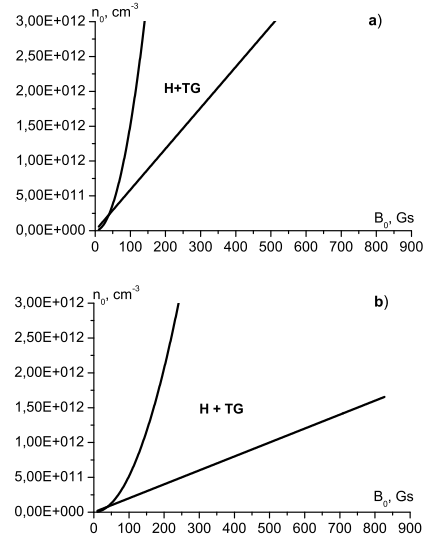 n₀, cm⁻³
a)
3,00E+012
2,50E+012
2,00E+012
H+TG
1,50E+012
1,00E+012
5,00E+011
B₀, Gs
0,00E+000
0 100 200 300 400 500 600 700 800 900
n₀, cm⁻³
b)
3,00E+012
2,50E+012
2,00E+012
H + TG
1,50E+012
1,00E+012
5,00E+011
B₀, Gs
0,00E+000
0 100 200 300 400 500 600 700 800 900